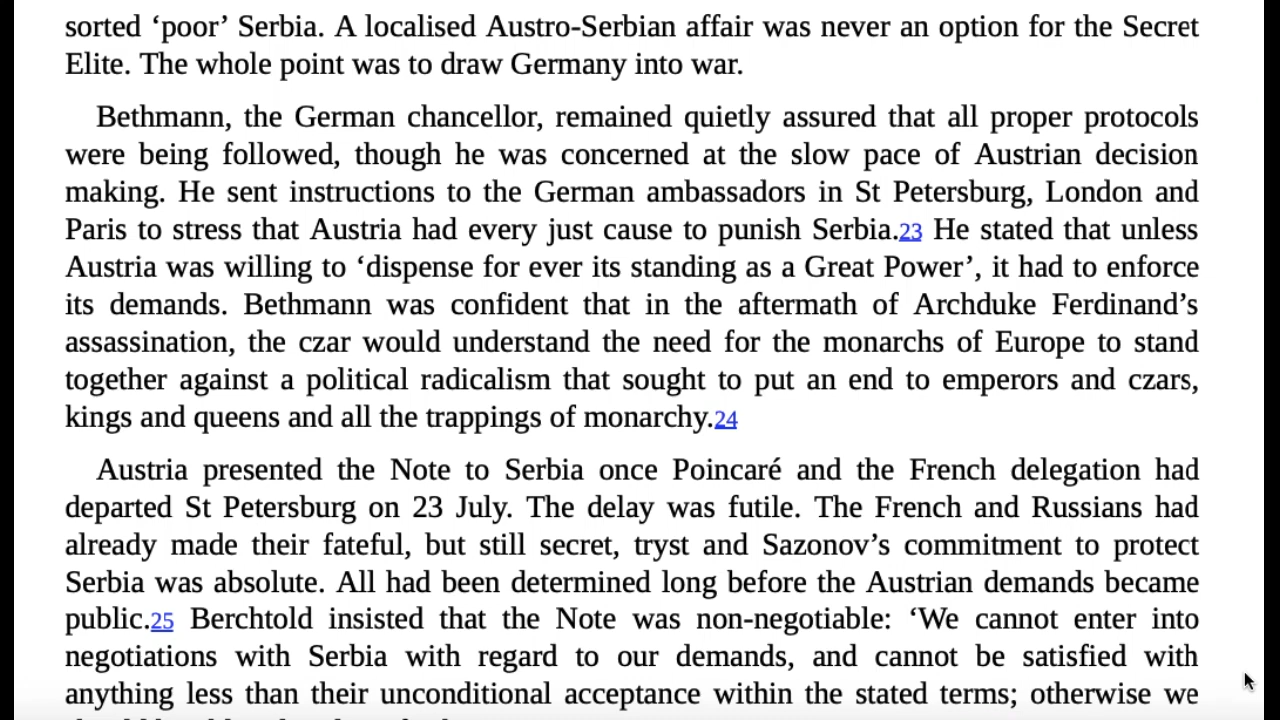 sorted ‘poor’ Serbia. A localised Austro-Serbian affair was never an option for the Secret
Elite. The whole point was to draw Germany into war.
Bethmann, the German chancellor, remained quietly assured that all proper protocols
were being followed, though he was concerned at the slow pace of Austrian decision
making. He sent instructions to the German ambassadors in St Petersburg, London and
Paris to stress that Austria had every just cause to punish Serbia.23 He stated that unless
Austria was willing to ‘dispense for ever its standing as a Great Power’, it had to enforce
its demands. Bethmann was confident that in the aftermath of Archduke Ferdinand’s
assassination, the czar would understand the need for the monarchs of Europe to stand
together against a political radicalism that sought to put an end to emperors and czars,
kings and queens and all the trappings of monarchy.24
Austria presented the Note to Serbia once Poincaré and the French delegation had
departed St Petersburg on 23 July. The delay was futile. The French and Russians had
already made their fateful, but still secret, tryst and Sazonov’s commitment to protect
Serbia was absolute. All had been determined long before the Austrian demands became
public.25 Berchtold insisted that the Note was non-negotiable: ‘We cannot enter into
negotiations with Serbia with regard to our demands, and cannot be satisfied with
anything less than their unconditional acceptance within the stated terms; otherwise we